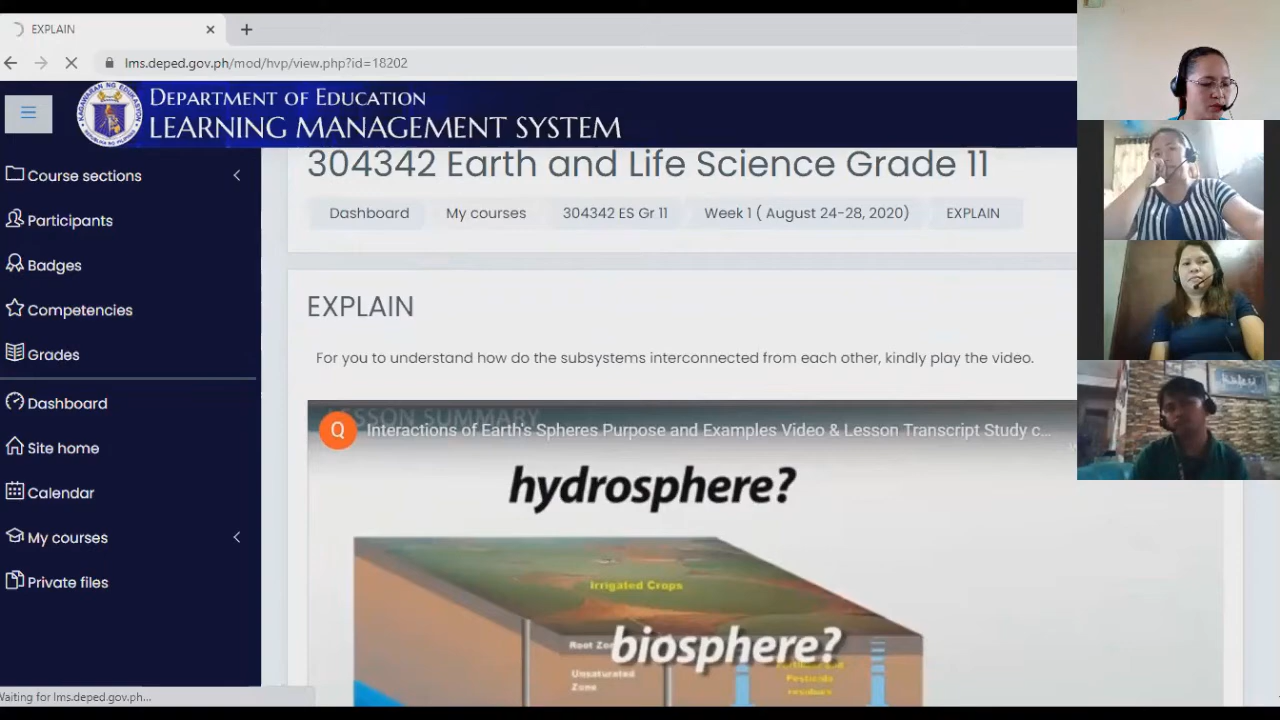 EXPLAIN
lms.deped.gov.ph/mod/hvp/view.php?id=18202
DEPARTMENT OF EDUCATION
LEARNING MANAGEMENT SYSTEM
Course sections
Participants
Badges
Competencies
Grades
Dashboard
Site home
Calendar
My courses
Private files
Waiting for lms.deped.gov.ph...
304342 Earth and Life Science Grade 11
Dashboard My courses 304342 ES Gr 11 Week 1 ( August 24-28, 2020) EXPLAIN
EXPLAIN
For you to understand how do the subsystems interconnected from each other, kindly play the video.
LESSON SUMMARY
Q Interactions of Earth's Spheres Purpose and Examples Video & Lesson Transcript Study c...
hydrosphere?
Irrigated Crops
biosphere?
Root
Unsaturated
Zone
Pesticide
residues